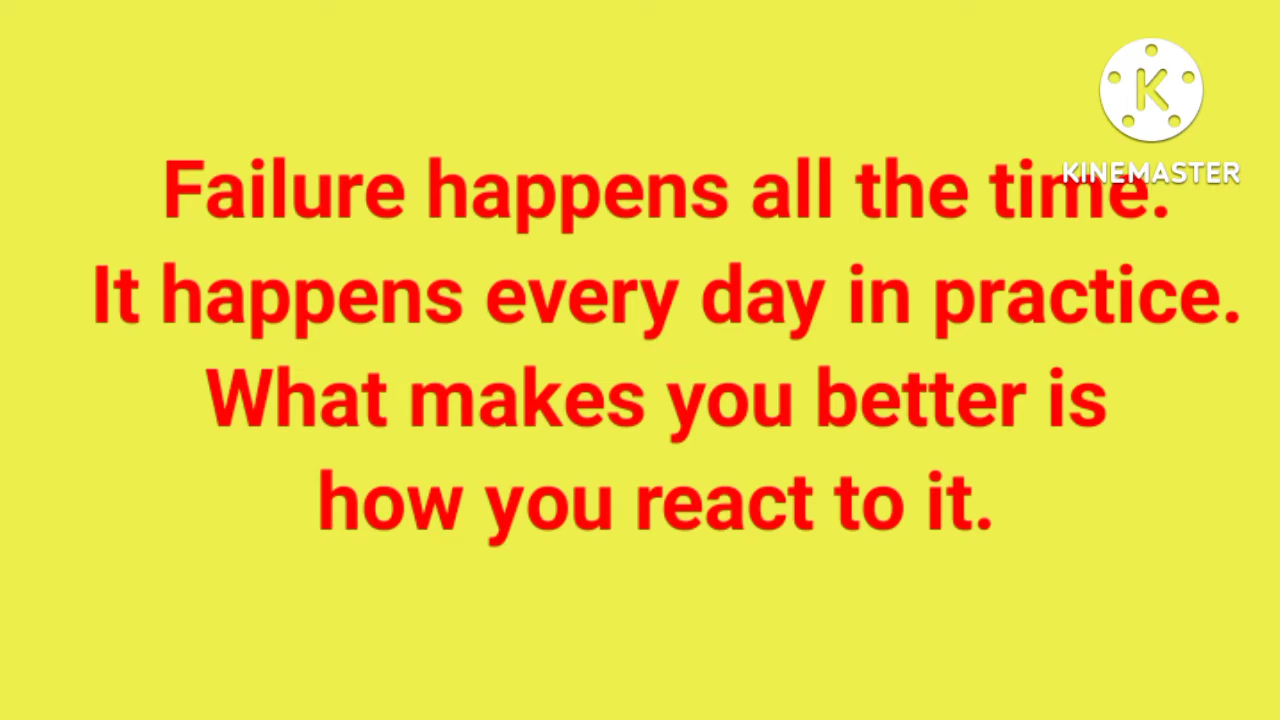 KINEMASTER
Failure happens all the time.
It happens every day in practice.
What makes you better is
how you react to it.